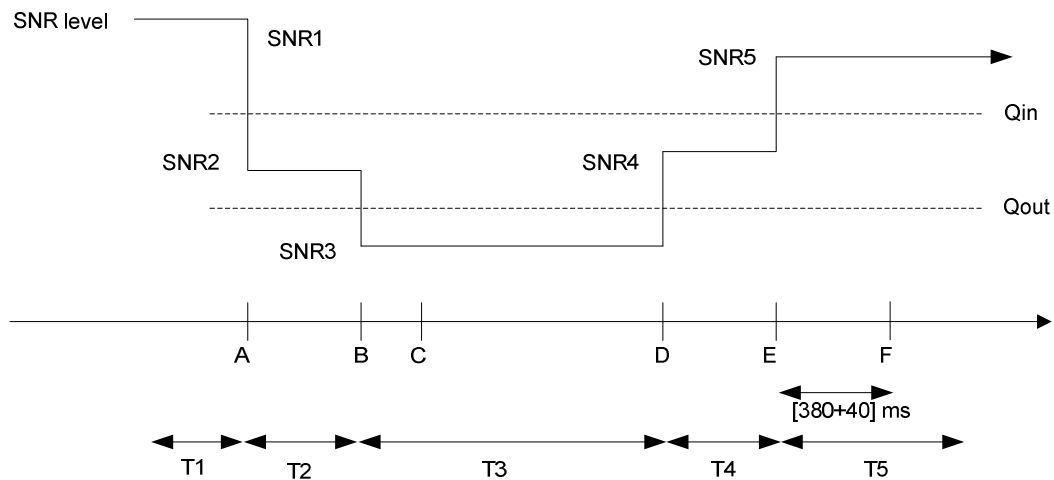 SNR level
SNR1
SNR5
Qin
SNR2
SNR4
Qout
SNR3
A
B
C
D
E
F
[380+40] ms
T1
T2
T3
T4
T5